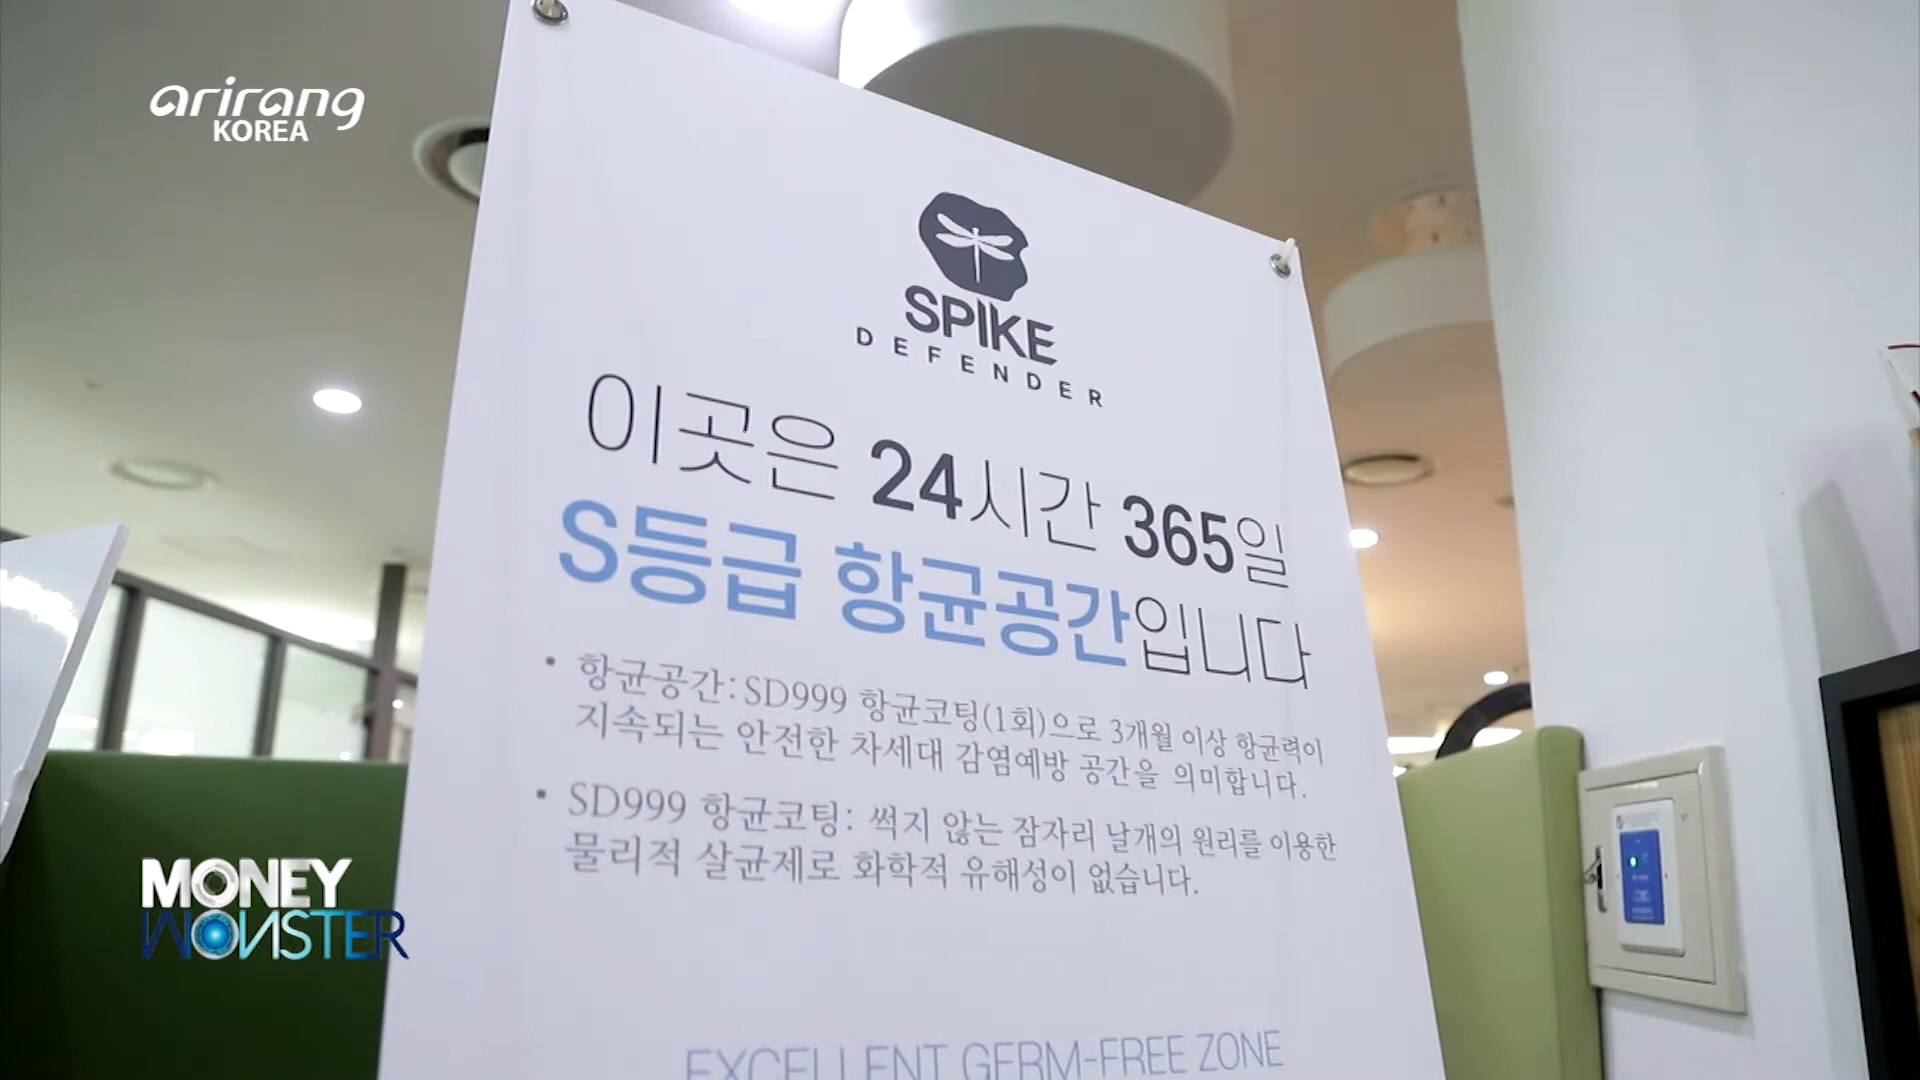 arirang
KOREA
SPIKE
DEFENDER
이곳은 24시간 365일
S등급 항균공간입니다
• 항균공간: SD999 항균코팅(1회)으로 3개월 이상 항균력이
지속되는 안전한 차세대 감염예방 공간을 의미합니다.
• SD999 항균코팅: 썩지 않는 잠자리 날개의 원리를 이용한
물리적 살균제로 화학적 유해성이 없습니다.
EXCELLENT GERM-FREE ZONE
MONEY
MONSTER